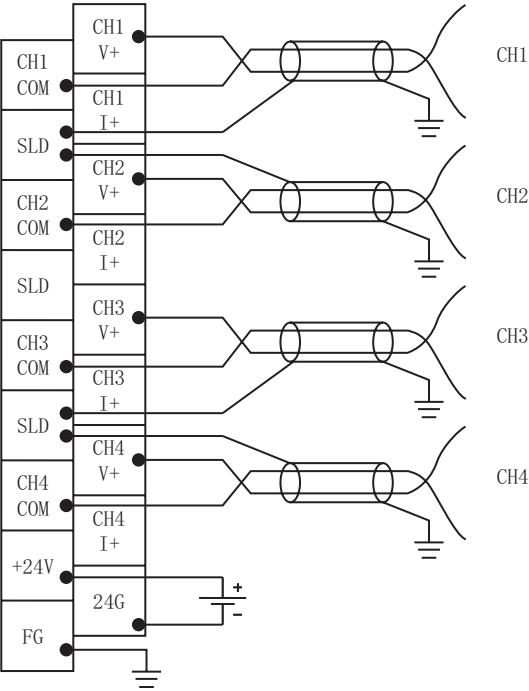 CH1
V+
CH1
COM
CH1
I+
SLD
CH2
V+
CH2
COM
CH2
I+
SLD
CH3
V+
CH3
COM
CH3
I+
SLD
CH4
V+
CH4
COM
CH4
I+
+24V
24G
FG
+
-
CH1
CH2
CH3
CH4